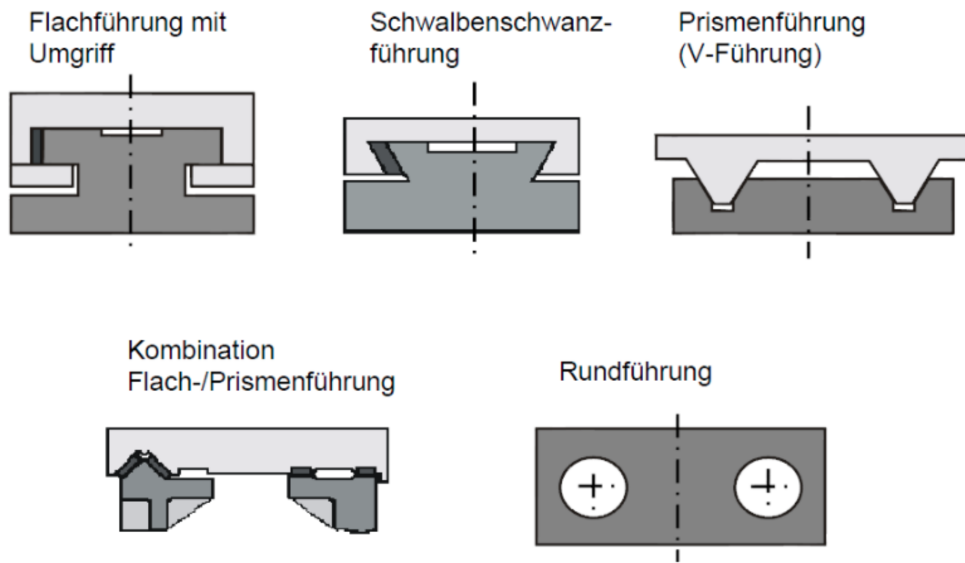 Flachführung mit
Umgriff
Schwalbenschwanz-
führung
Prismenführung
(V-Führung)
Kombination
Flach-/Prismenführung
Rundführung